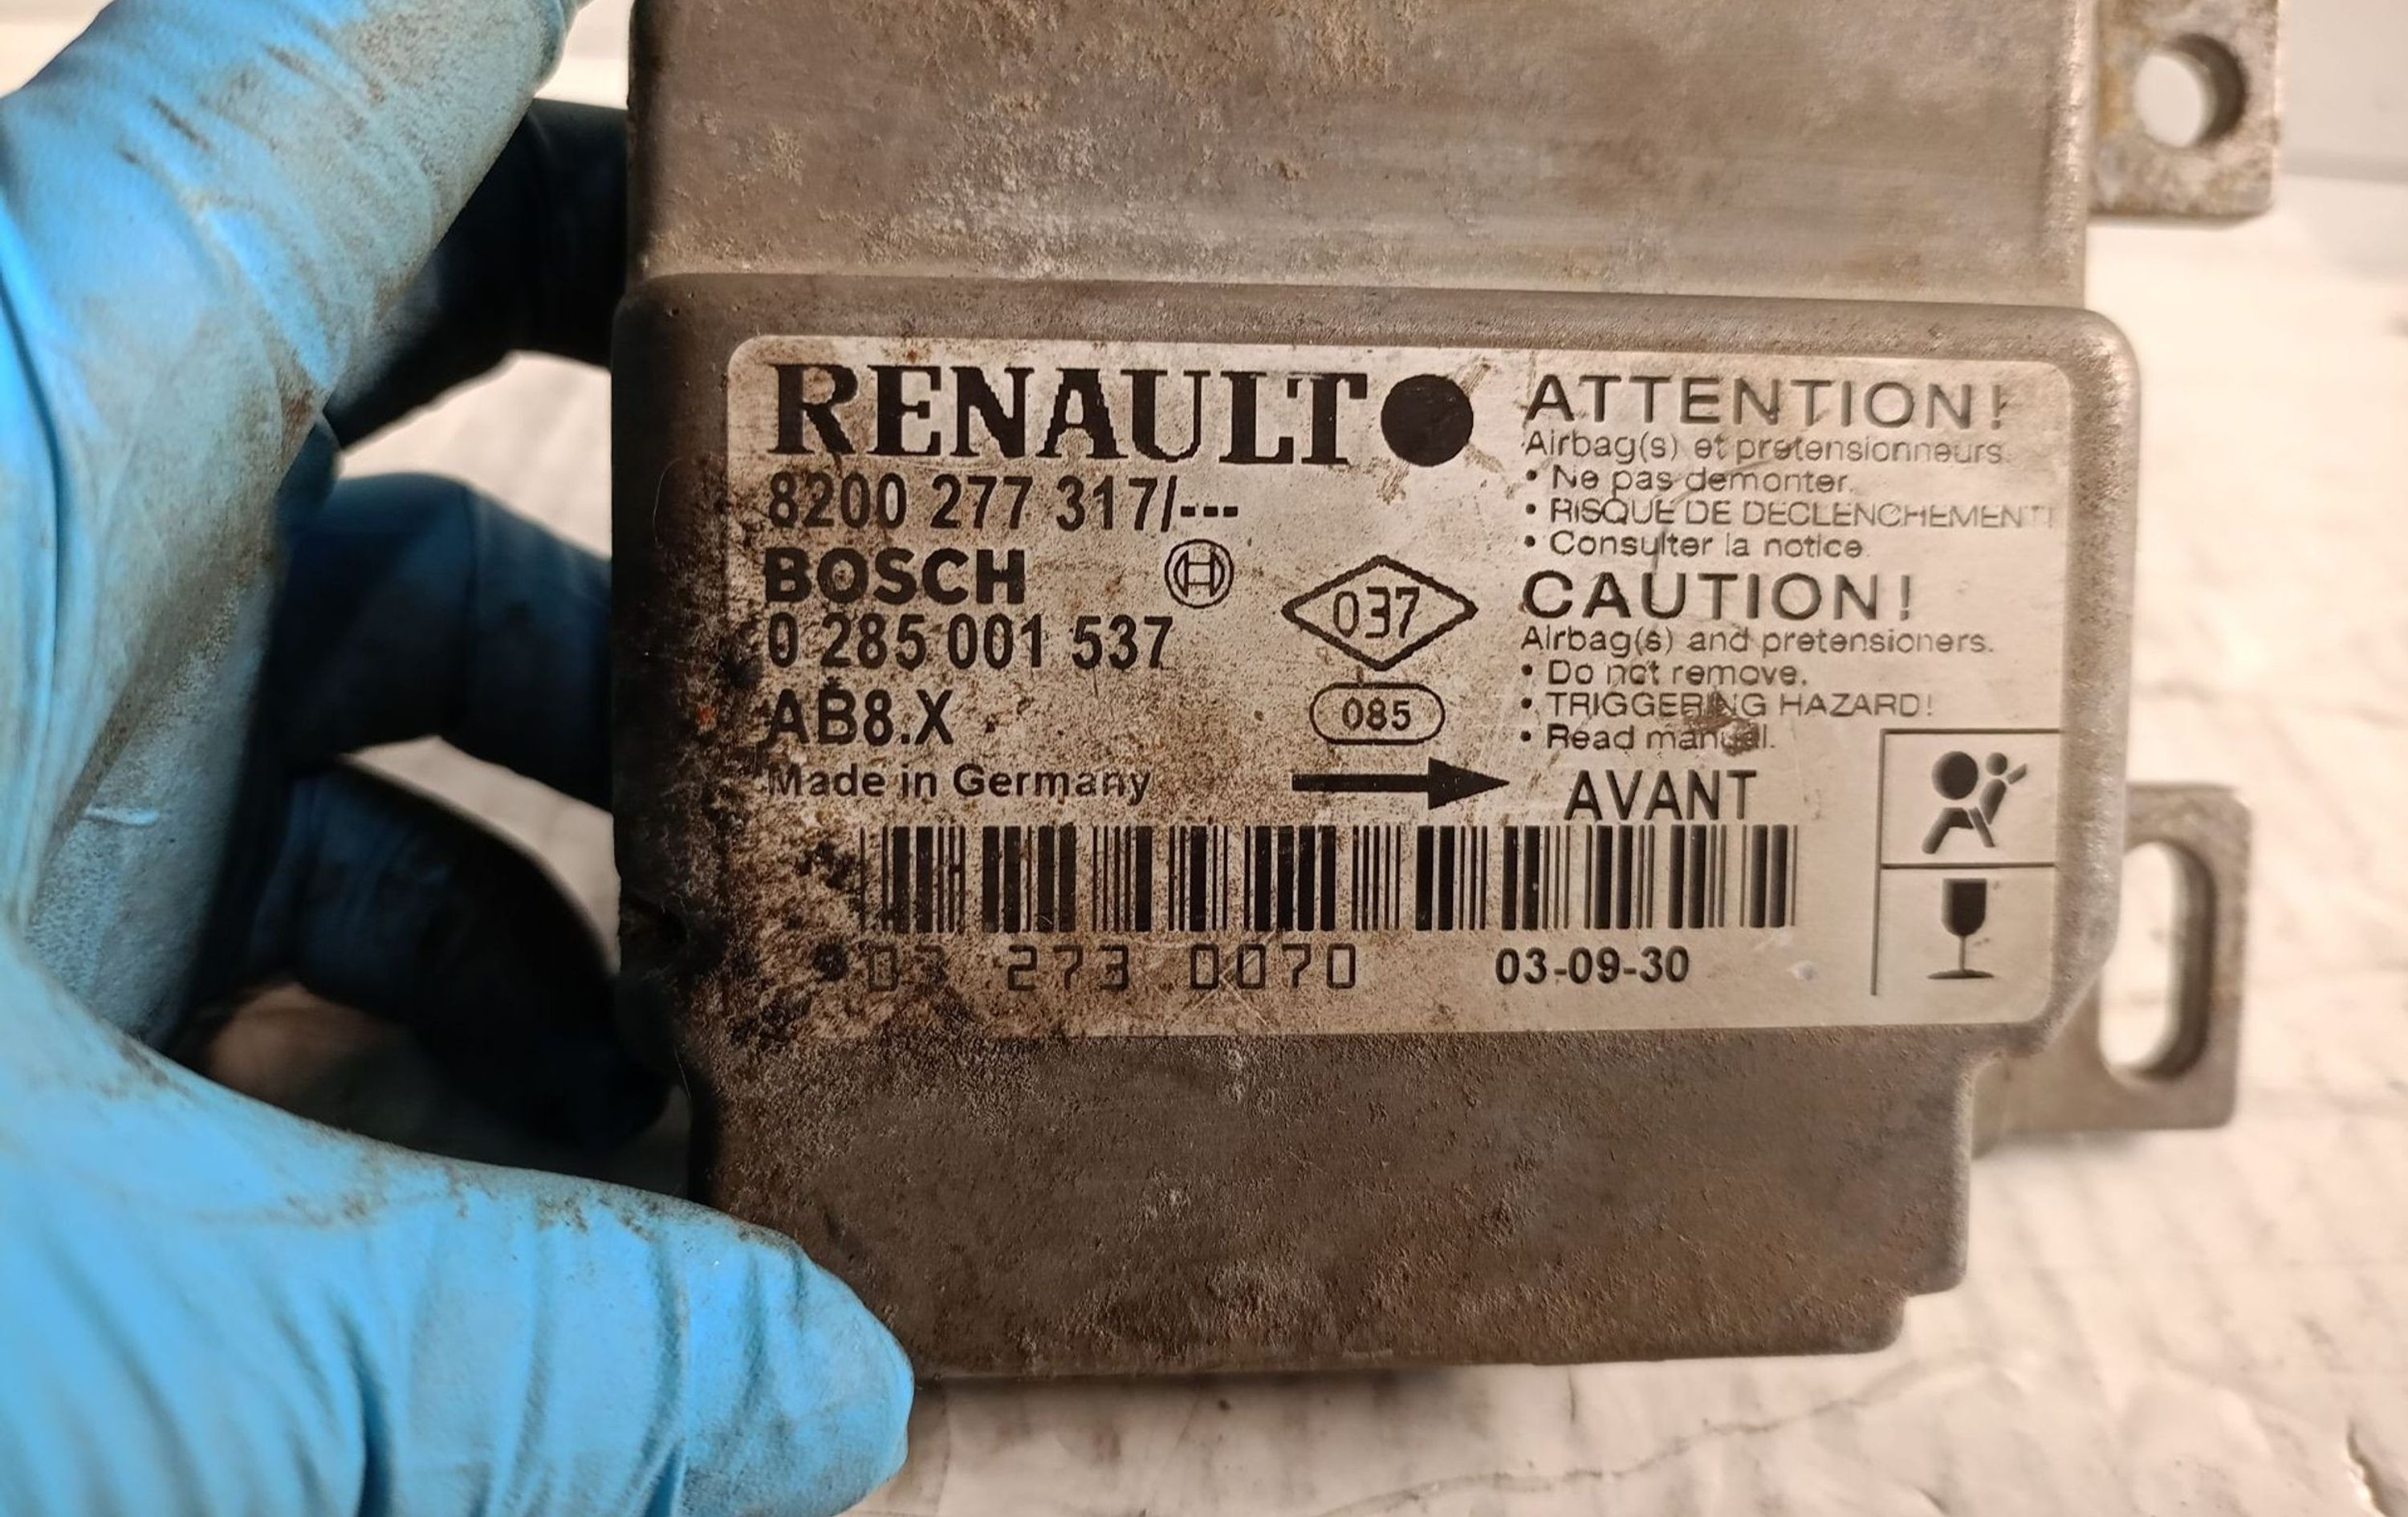 RENAULT
8200 277 317/---
BOSCH
0 285 001 537
AB8.X
Made in Germany
037
085
ATTENTION!
Airbag(s) et pretensionneurs.
• Ne pas demonter.
• RISQUE DE DECLENCHEMENT!
• Consulter la notice
CAUTION!
Airbag(s) and pretensioners.
• Do not remove.
• TRIGGERING HAZARD!
• Read manual.
AVANT
03 273 0070
03-09-30